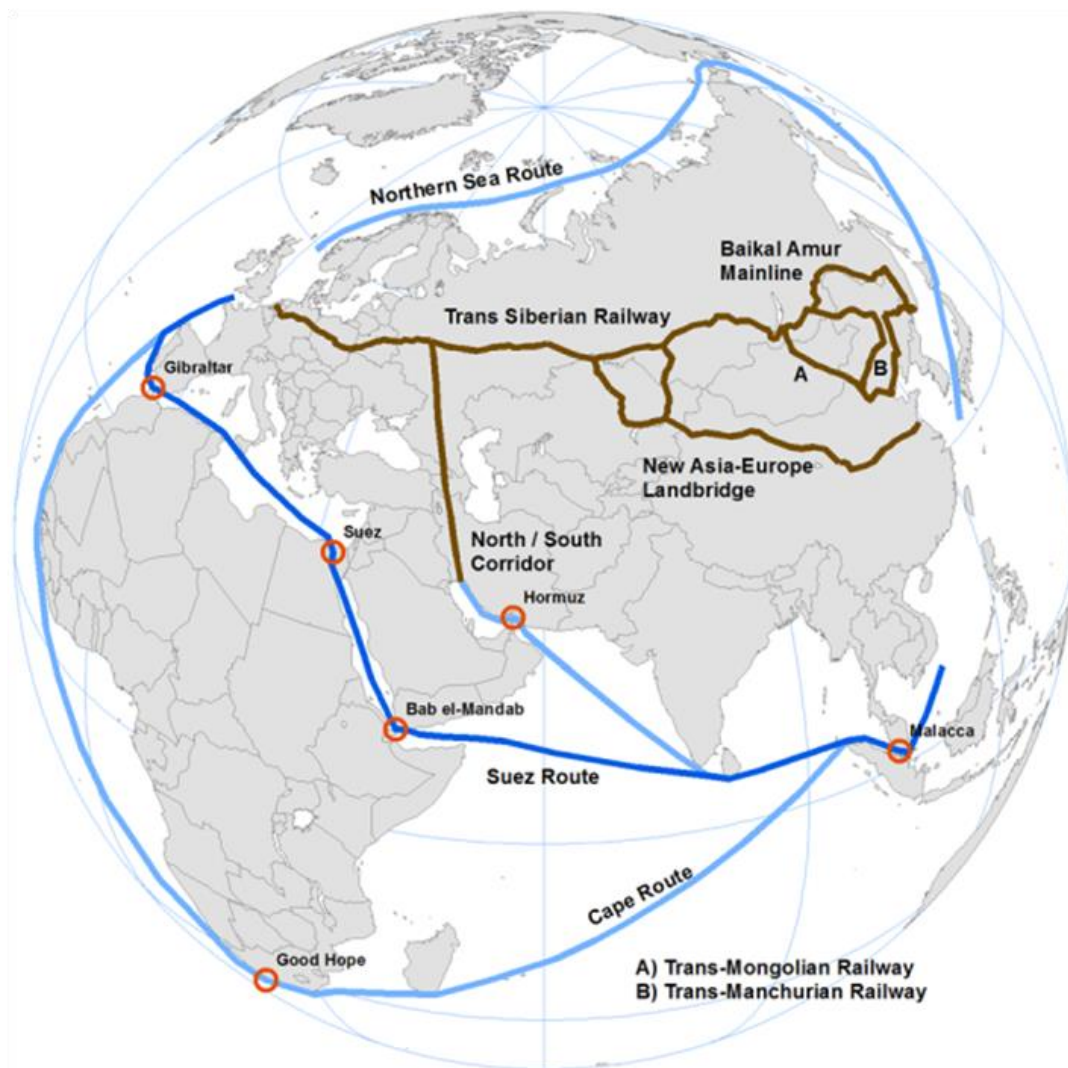 Northern Sea Route
Baikal Amur
Mainline
Trans Siberian Railway
Gibraltar
A
B
New Asia-Europe
Landbridge
Suez
North / South
Corridor
Hormuz
Bab el-Mandab
Malacca
Suez Route
Cape Route
Good Hope
A) Trans-Mongolian Railway
B) Trans-Manchurian Railway